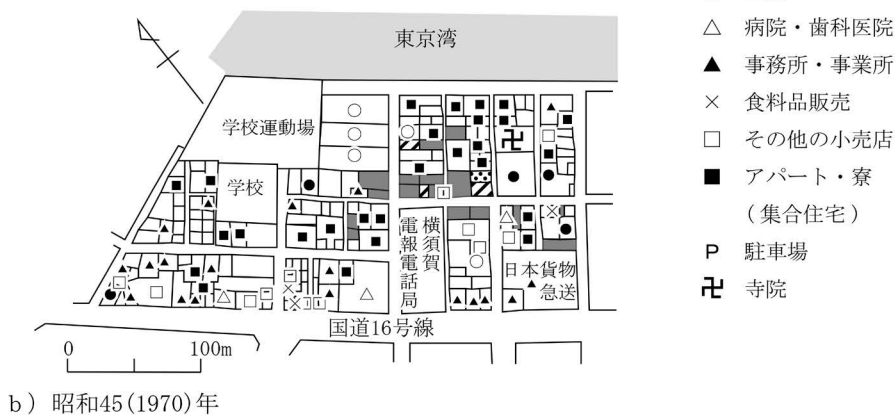 東京湾
学校運動場
学校
横須賀
電報電話局
日本貨物
急送
国道16号線
0 100m
病院・歯科医院
事務所・事業所
食料品販売
その他の小売店
アパート・寮
(集合住宅)
P 駐車場
卍 寺院
b) 昭和45(1970)年